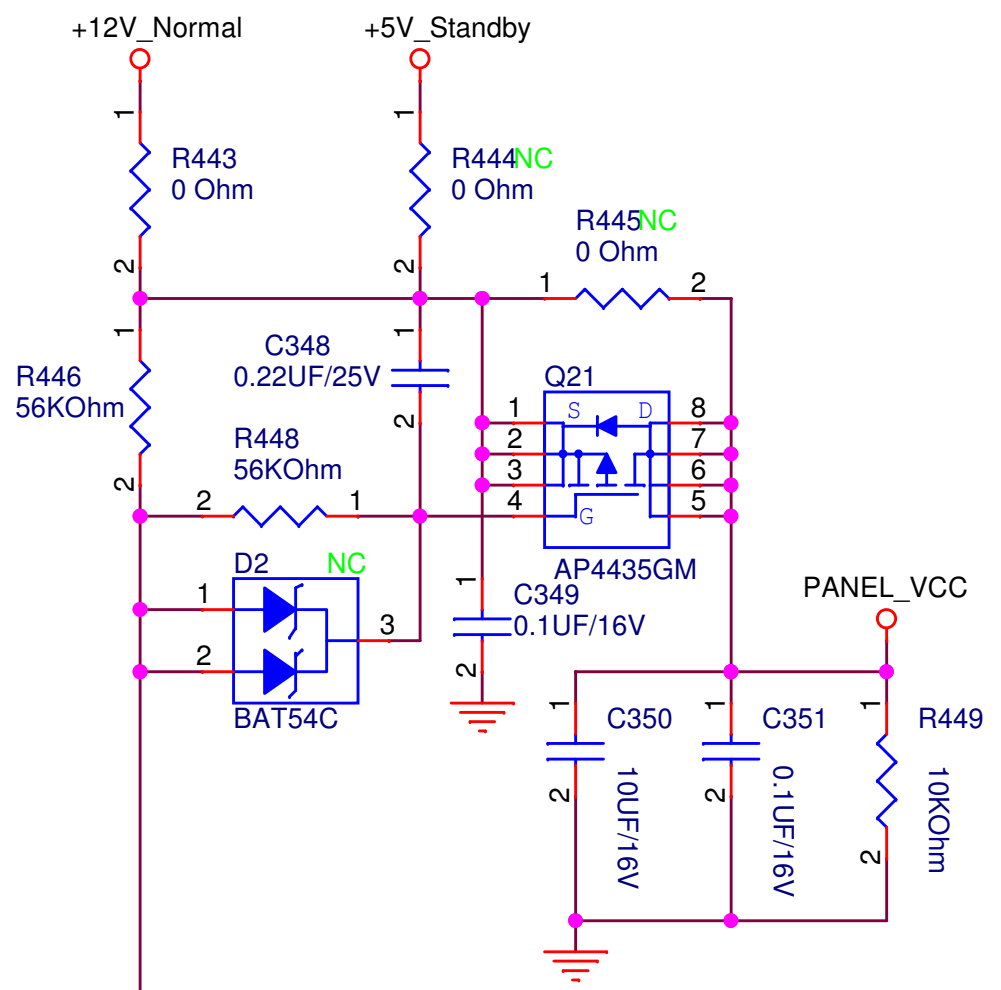 +12V_Normal
+5V_Standby
1
1
R443
0 Ohm
R444NC
0 Ohm
2
2
R445NC
0 Ohm
1
2
1
1
R446
56KOhm
C348
0.22UF/25V
2
2
R448
56KOhm
2
1
Q21
S
D
G
1
2
3
4
8
7
6
5
AP4435GM
D2
NC
1
2
3
BAT54C
1
C349
0.1UF/16V
2
PANEL_VCC
1
C350
10UF/16V
2
1
C351
0.1UF/16V
2
1
R449
10KOhm
2